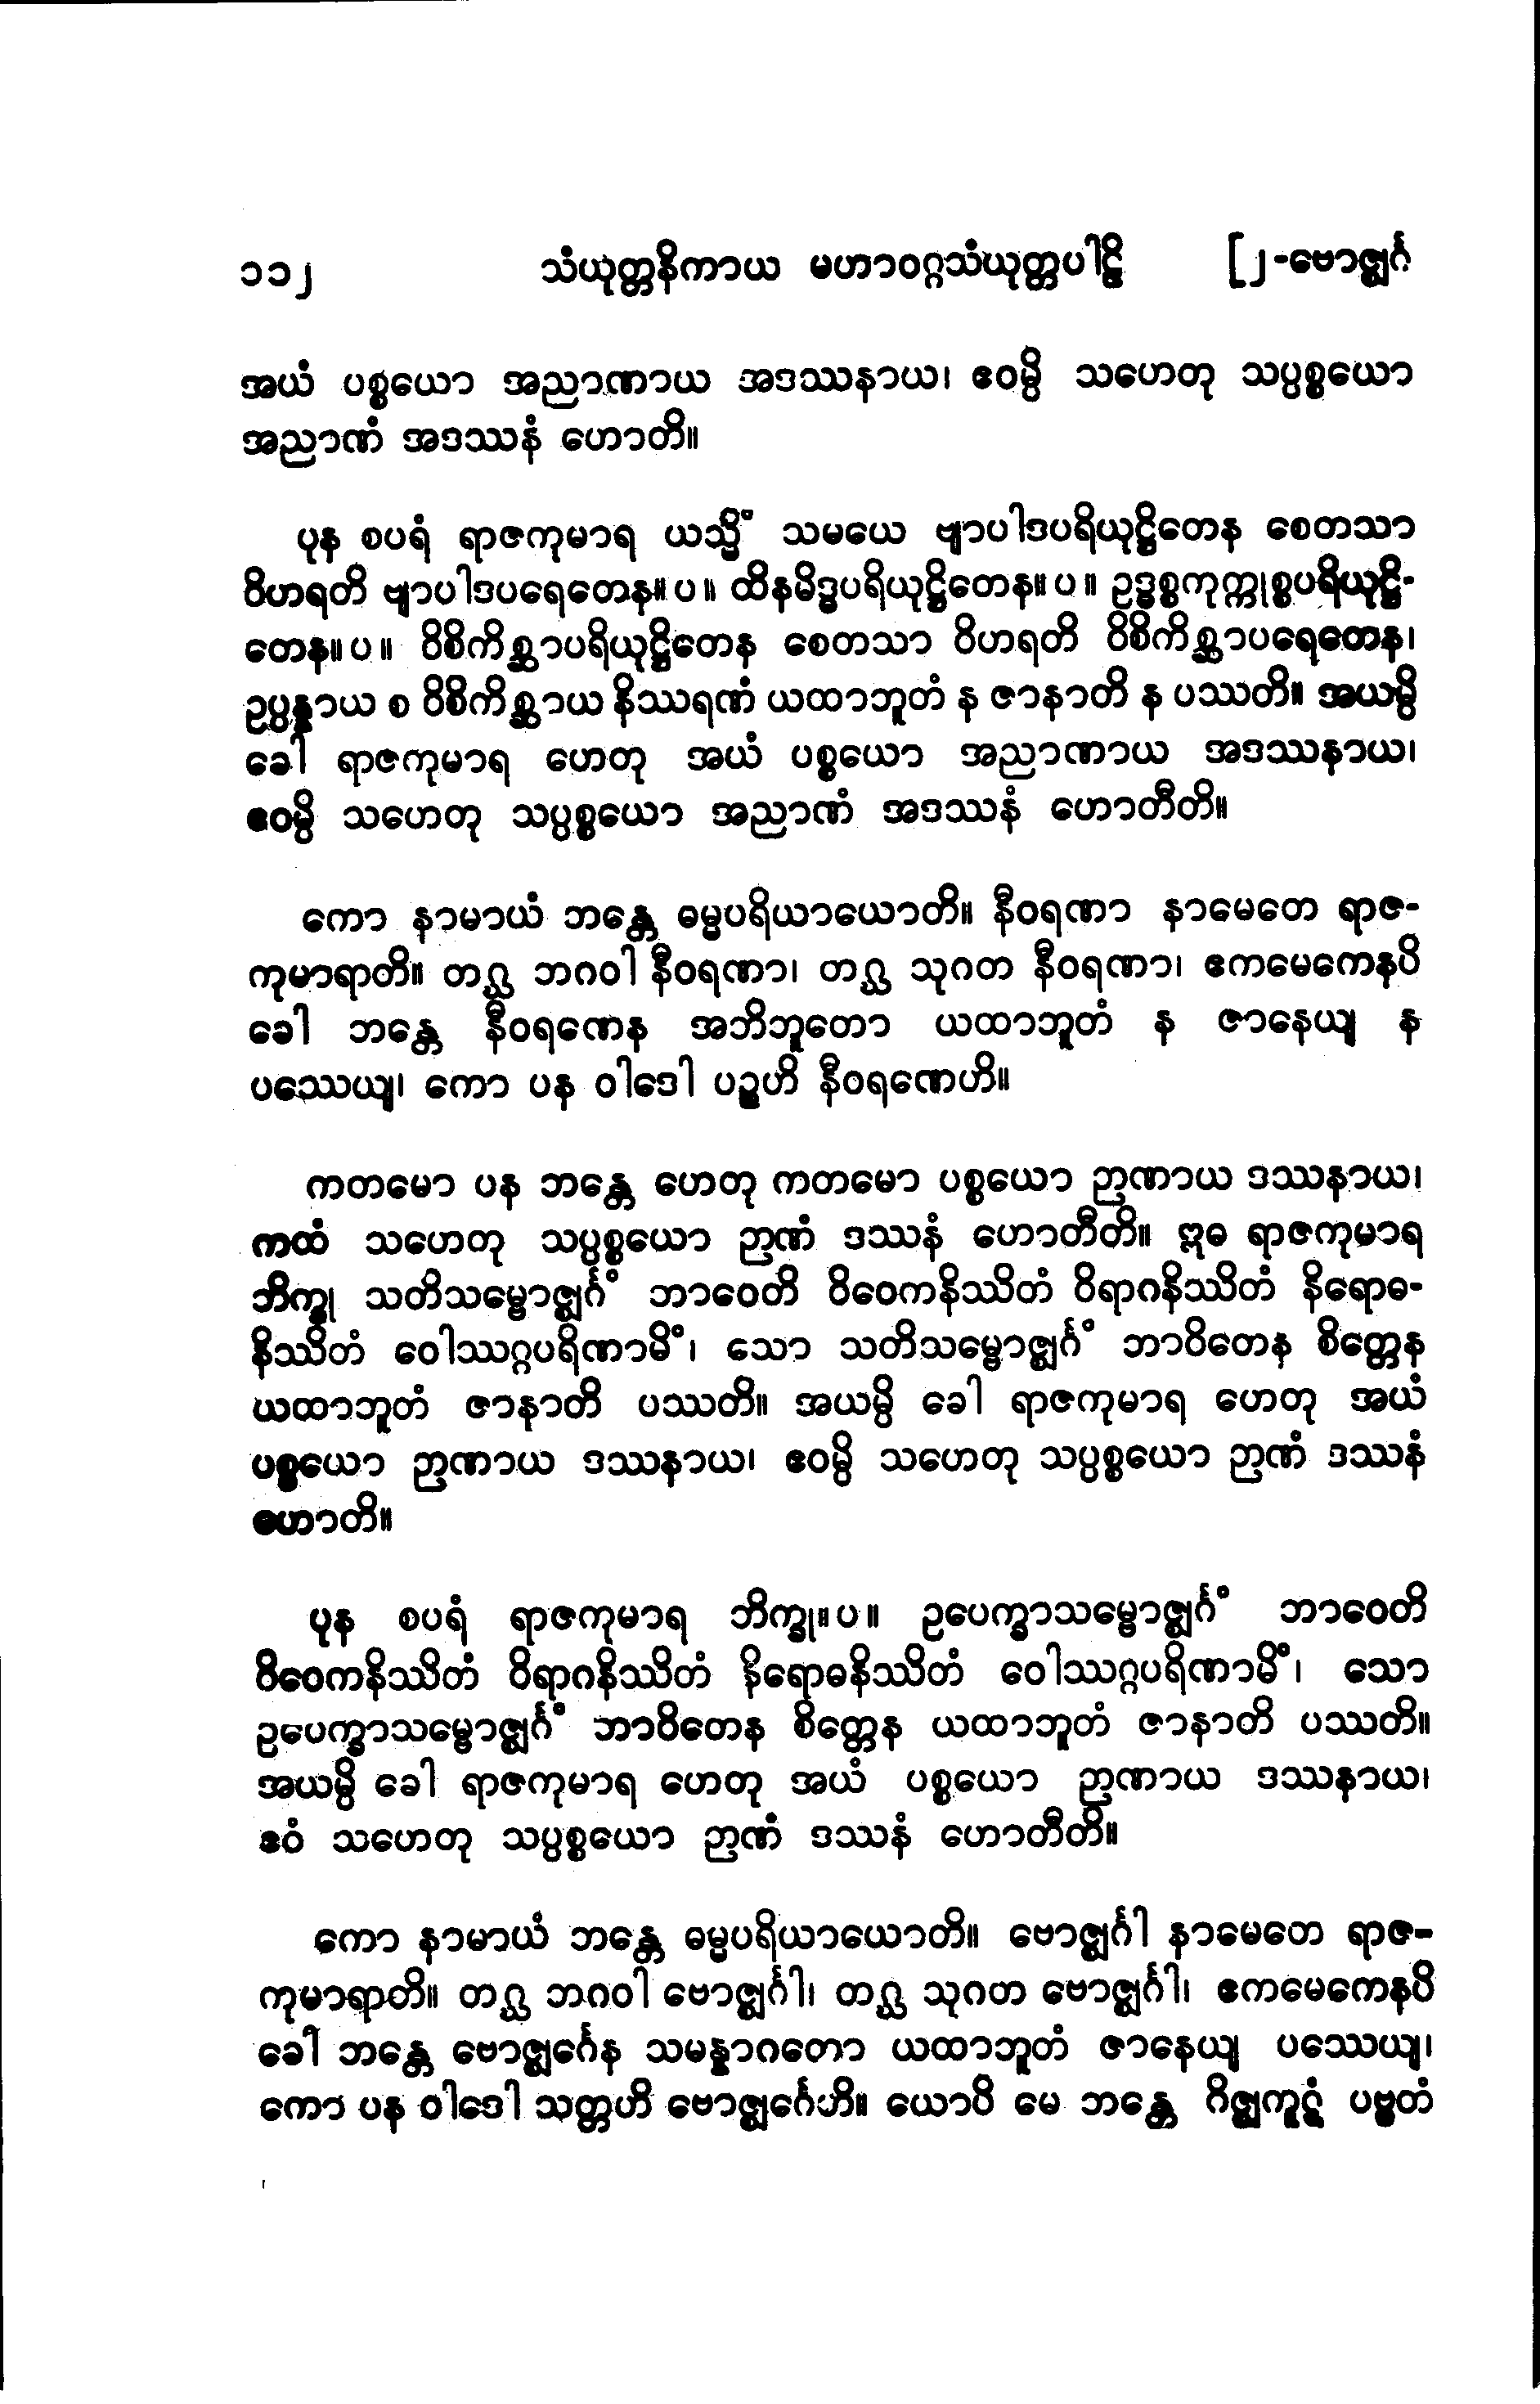 ၁၁၂ သံယုတ္တနိကာယ မဟာဝဂ္ဂသံယုတ္တပါဠိ [၂-ဗောဇ္ဈင်္ဂ
အယံ ပစ္စယော အညာဏာယ အဒဿနာယ၊ ဧဝမ္ပိ သဟေတု သပ္ပစ္စယော
အညာဏံ အဒဿနံ ဟောတိ။
ပုန စပရံ ရာဇကုမာရ ယသ္မိံ သမယေ ဗျာပါဒပရိယုဋ္ဌိတေန စေတသာ
ဝိဟရတိ ဗျာပါဒပရေတေန။ပ။ ထိနမိဒ္ဓပရိယုဋ္ဌိတေန။ပ။ ဥဒ္ဓစ္စကုက္ကုစ္စပရိယုဋ္ဌိ-
တေန။ပ။ ဝိစိကိစ္ဆာပရိယုဋ္ဌိတေန စေတသာ ဝိဟရတိ ဝိစိကိစ္ဆာပရေတေန၊
ဥပ္ပန္နာယ စ ဝိစိကိစ္ဆာယ နိဿရဏံ ယထာဘူတံ န ဇာနာတိ န ပဿတိ။ အယမ္ပိ
ခေါ ရာဇကုမာရ ဟေတု အယံ ပစ္စယော အညာဏာယ အဒဿနာယ၊
ဧဝမ္ပိ သဟေတု သပ္ပစ္စယော အညာဏံ အဒဿနံ ဟောတီတိ။
ကော နာမာယံ ဘန္တေ ဓမ္မပရိယာယောတိ။ နီဝရဏာ နာမေတေ ရာဇ-
ကုမာရာတိ။ တဂ္ဃ ဘဂဝါ နီဝရဏာ၊ တဂ္ဃ သုဂတ နီဝရဏာ၊ ဧကမေကေနပိ
ခေါ ဘန္တေ နီဝရဏေန အဘိဘူတော ယထာဘူတံ န ဇာနေယျ န
ပဿေယျ၊ ကော ပန ဝါဒေါ ပဉ္စဟိ နီဝရဏေဟိ။
ကတမော ပန ဘန္တေ ဟေတု ကတမော ပစ္စယော ဉာဏာယ ဒဿနာယ၊
ကထံ သဟေတု သပ္ပစ္စယော ဉာဏံ ဒဿနံ ဟောတီတိ။ ဣဓ ရာဇကုမာရ
ဘိက္ခု သတိသမ္ဗောဇ္ဈင်္ဂံ ဘာဝေတိ ဝိဝေကနိဿိတံ ဝိရာဂနိဿိတံ နိရောဓ-
နိဿိတံ ဝေါဿဂ္ဂပရိဏာမိံ၊ သော သတိသမ္ဗောဇ္ဈင်္ဂံ ဘာဝိတေန စိတ္တေန
ယထာဘူတံ ဇာနာတိ ပဿတိ။ အယမ္ပိ ခေါ ရာဇကုမာရ ဟေတု အယံ
ပစ္စယော ဉာဏာယ ဒဿနာယ၊ ဧဝမ္ပိ သဟေတု သပ္ပစ္စယော ဉာဏံ ဒဿနံ
ဟောတိ။
ပုန စပရံ ရာဇကုမာရ ဘိက္ခု။ပ။ ဥပေက္ခာသမ္ဗောဇ္ဈင်္ဂံ ဘာဝေတိ
ဝိဝေကနိဿိတံ ဝိရာဂနိဿိတံ နိရောဓနိဿိတံ ဝေါဿဂ္ဂပရိဏာမိံ၊ သော
ဥပေက္ခာသမ္ဗောဇ္ဈင်္ဂံ ဘာဝိတေန စိတ္တေန ယထာဘူတံ ဇာနာတိ ပဿတိ။
အယမ္ပိ ခေါ ရာဇကုမာရ ဟေတု အယံ ပစ္စယော ဉာဏာယ ဒဿနာယ၊
ဧဝံ သဟေတု သပ္ပစ္စယော ဉာဏံ ဒဿနံ ဟောတီတိ။
ကော နာမာယံ ဘန္တေ ဓမ္မပရိယာယောတိ။ ဗောဇ္ဈင်္ဂါ နာမေတေ ရာဇ-
ကုမာရာတိ။ တဂ္ဃ ဘဂဝါ ဗောဇ္ဈင်္ဂါ၊ တဂ္ဃ သုဂတ ဗောဇ္ဈင်္ဂါ၊ ဧကမေကေနပိ
ခေါ ဘန္တေ ဗောဇ္ဈင်္ဂေန သမန္နာဂတော ယထာဘူတံ ဇာနေယျ ပဿေယျ၊
ကော ပန ဝါဒေါ သတ္တဟိ ဗောဇ္ဈင်္ဂေဟိ။ ယောပိ မေ ဘန္တေ ဂိဇ္ဈကူဋံ ပဗ္ဗတံ